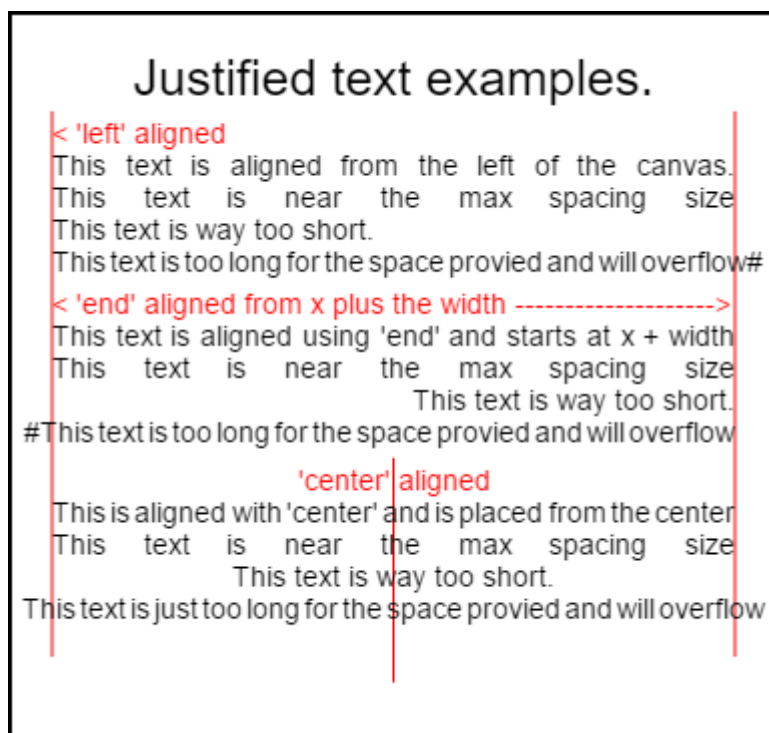 Justified text examples.
< 'left' aligned
This text is aligned from the left of the canvas.
This text is near the max spacing size
This text is way too short.
This text is too long for the space provied and will overflow#
< 'end' aligned from x plus the width -------------------->
This text is aligned using 'end' and starts at x + width
This text is near the max spacing size
This text is way too short.
#This text is too long for the space provied and will overflow
'center' aligned
This is aligned with 'center' and is placed from the center
This text is near the max spacing size
This text is way too short.
This text is just too long for the space provied and will overflow